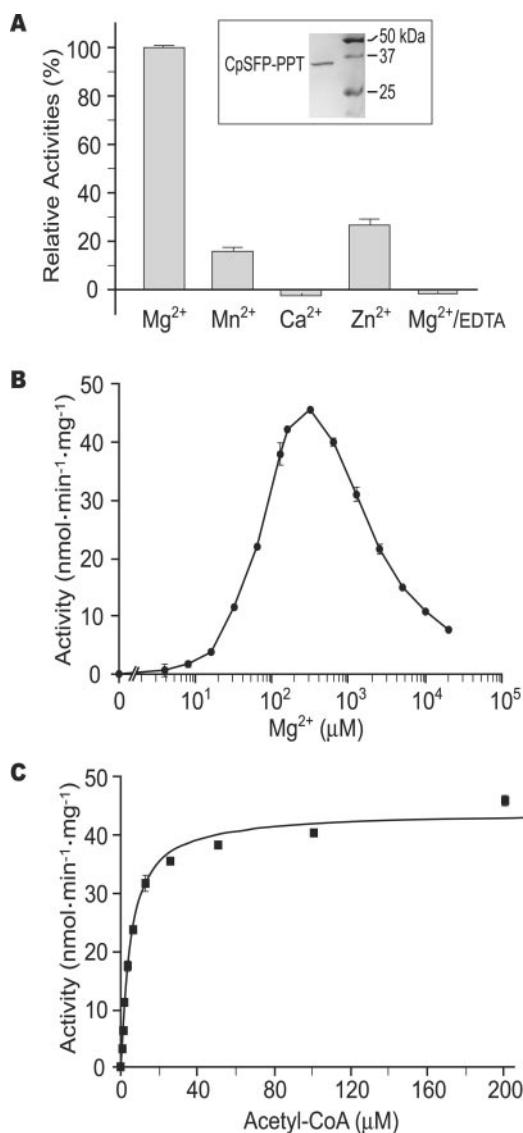 A
Relative Activities (%)
100
80
60
40
20
0
CpSFP-PPT
50 kDa
37
25
Mg²⁺ Mn²⁺ Ca²⁺ Zn²⁺ Mg²⁺/EDTA
B
Activity (nmol·min⁻¹·mg⁻¹)
50
40
30
20
10
0
0 10¹ 10² 10³ 10⁴ 10⁵
Mg²⁺ (µM)
C
Activity (nmol·min⁻¹·mg⁻¹)
50
40
30
20
10
0
0 40 80 120 160 200
Acetyl-CoA (µM)